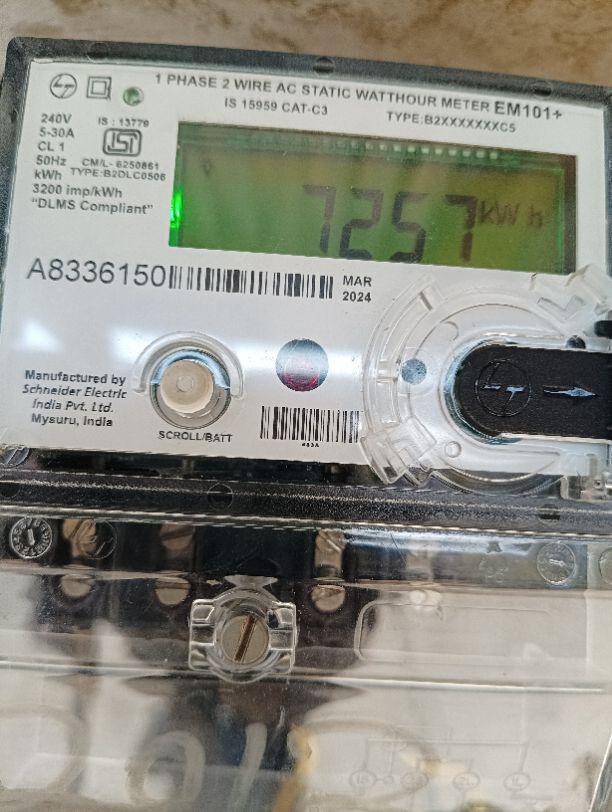 1 PHASE 2 WIRE AC STATIC WATTHOUR METER EM101+
IS 15959 CAT-C3
TYPE:B2XXXXXXXC5
240V
5-30A
CL 1
50Hz
kWh
3200 imp/kWh
"DLMS Compliant"
IS : 13779
ISI
CM/L- 6250861
TYPE:B2DLC0506
7257 kWh
A8336150
MAR
2024
Manufactured by
Schneider Electric
India Pvt. Ltd.
Mysuru, India
SCROLL/BATT
LT